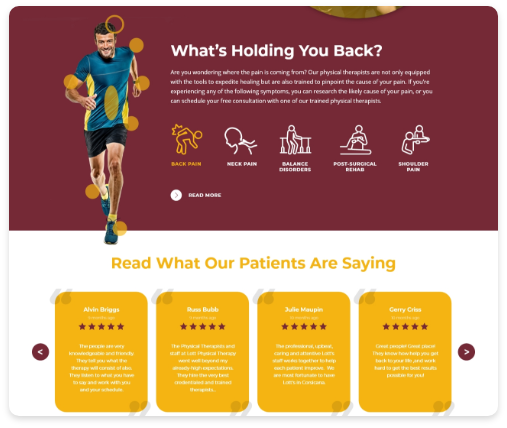 What's Holding You Back?
Are you wondering where the pain is coming from? Our physical therapists are not only equipped
with the tools to expedite healing but are also trained to pinpoint the cause of your pain. If you're
experiencing any of the following symptoms, you can research the likely cause of your pain, or you
can schedule your free consultation with one of our trained physical therapists.
BACK PAIN
NECK PAIN
BALANCE
DISORDERS
POST-SURGICAL
REHAB
SHOULDER
PAIN
READ MORE
Read What Our Patients Are Saying
Alvin Briggs
The people are very
knowledgeable and friendly.
They tell you what the
therapy will consist of also.
They listen to what you have
to say and work with you
and your schedule.
Russ Bubb
The Physical Therapists and
staff at Lott Physical Therapy
went well beyond my
already-high expectations.
They hire the very best
credentialed and trained
therapists.
Julie Maupin
The professional, upbeat,
caring and attentive Lott's
staff works together to help
each patient improve. We
are most fortunate to have
Lott's in Corsicana.
Gerry Criss
Great people! Great place!
They know how help you get
back to your life ,and work
hard to get the best results
possible for you!